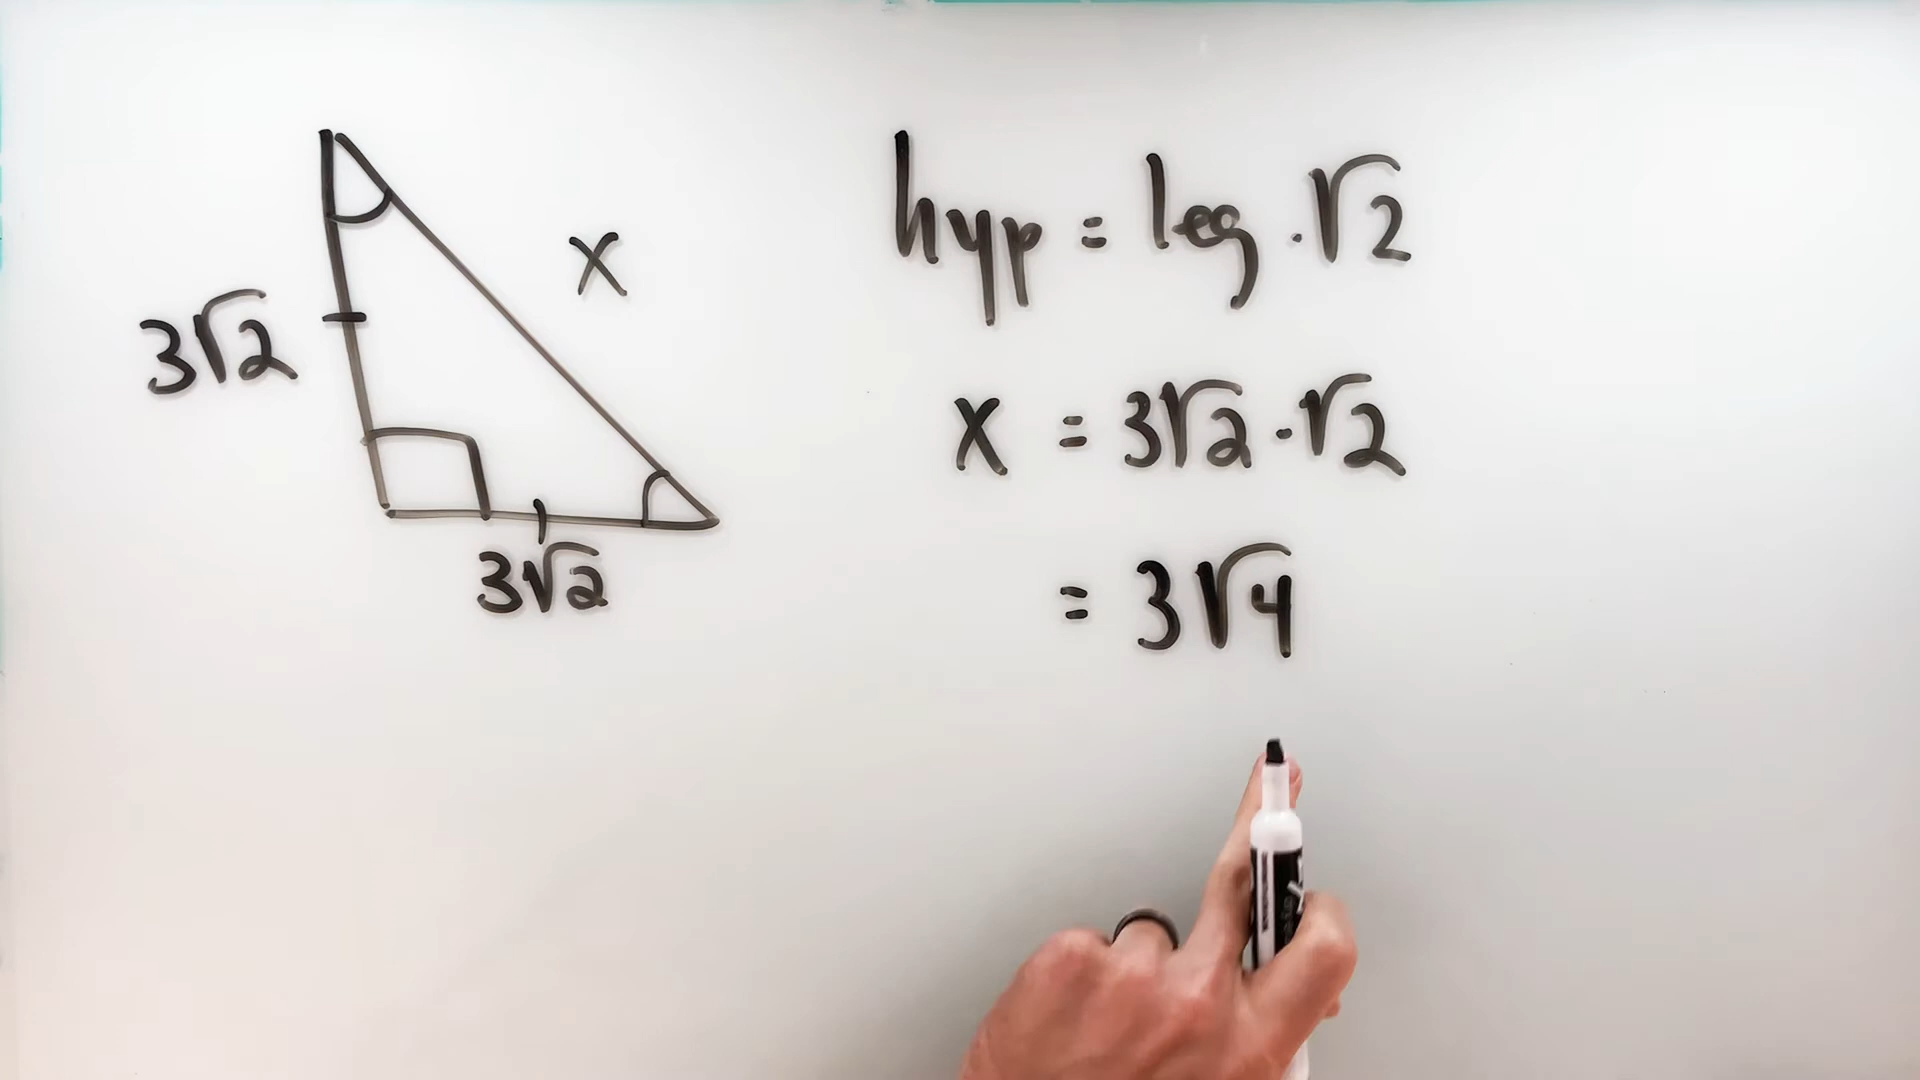 hyp = leg · √2
x
3√2
x = 3√2 · √2
3√2
= 3√4